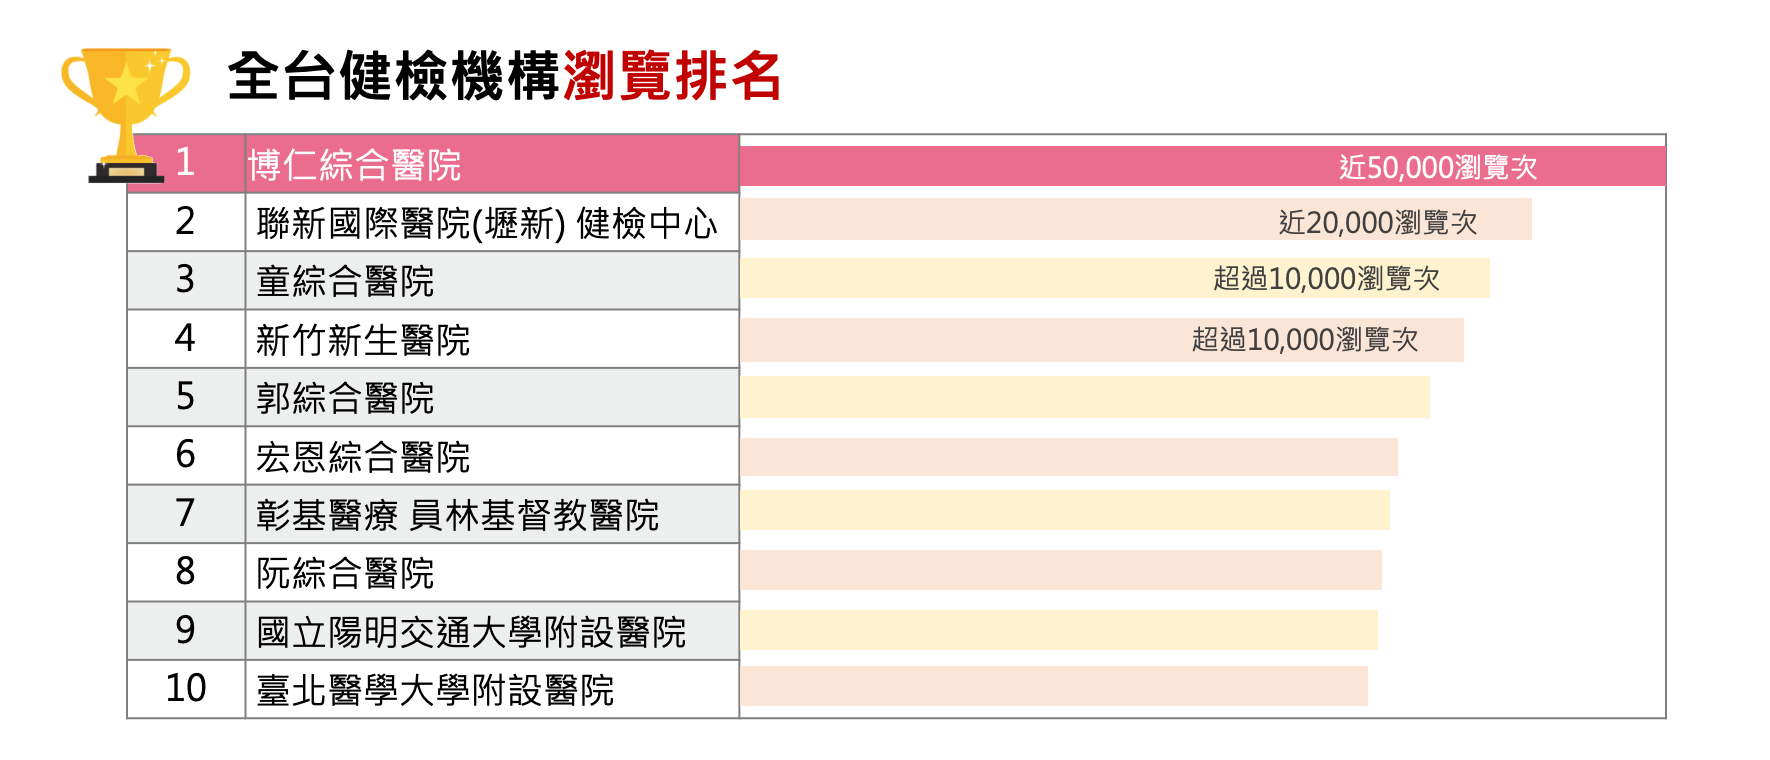 全台健檢機構瀏覽排名
1 博仁綜合醫院 近50,000瀏覽次
2 聯新國際醫院(壢新) 健檢中心 近20,000瀏覽次
3 童綜合醫院 超過10,000瀏覽次
4 新竹新生醫院 超過10,000瀏覽次
5 郭綜合醫院
6 宏恩綜合醫院
7 彰基醫療 員林基督教醫院
8 阮綜合醫院
9 國立陽明交通大學附設醫院
10 臺北醫學大學附設醫院